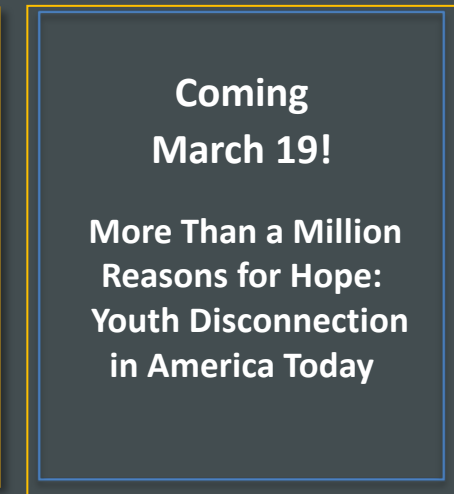 Coming
March 19!
More Than a Million
Reasons for Hope:
Youth Disconnection
in America Today